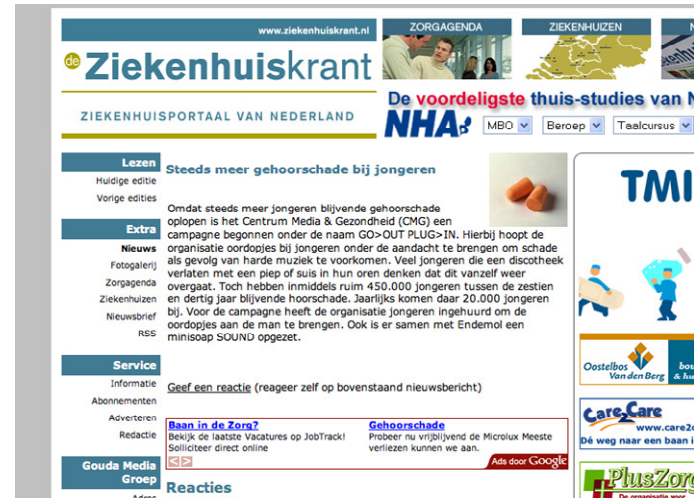 www.ziekenhuiskrant.nl
de Ziekenhuiskrant
ZIEKENHUISPORTAAL VAN NEDERLAND
ZORGAGENDA
ZIEKENHUIZEN
De voordeligste thuis-studies van N
NHA
MBO
Beroep
Taalcursus
Lezen
Huidige editie
Vorige edities
Extra
Nieuws
Fotogalerij
Zorgagenda
Ziekenhuizen
Nieuwsbrief
RSS
Service
Informatie
Abonnementen
Adverteren
Redactie
Gouda Media
Groep
Adres
Steeds meer gehoorschade bij jongeren
Omdat steeds meer jongeren blijvende gehoorschade
oplopen is het Centrum Media & Gezondheid (CMG) een
campagne begonnen onder de naam GO>OUT PLUG>IN. Hierbij hoopt de
organisatie oordopjes bij jongeren onder de aandacht te brengen om schade
als gevolg van harde muziek te voorkomen. Veel jongeren die een discotheek
verlaten met een piep of suis in hun oren denken dat dit vanzelf weer
overgaat. Toch hebben inmiddels ruim 450.000 jongeren tussen de zestien
en dertig jaar blijvende hoorschade. Jaarlijks komen daar 20.000 jongeren
bij. Voor de campagne heeft de organisatie jongeren ingehuurd om de
oordopjes aan de man te brengen. Ook is er samen met Endemol een
minisoap SOUND opgezet.
Geef een reactie (reageer zelf op bovenstaand nieuwsbericht)
Baan in de Zorg?
Bekijk de laatste Vacatures op JobTrack!
Solliciteer direct online
Gehoorschade
Probeer nu vrijblijvend de Microlux Meeste
verliezen kunnen we aan.
Ads door Google
Reacties
TMI
Oostelbos
Van den Berg
bou
& hu
Care2Care
www.care2c
Dé weg naar een baan i
PlusZorg
De organisatie voor